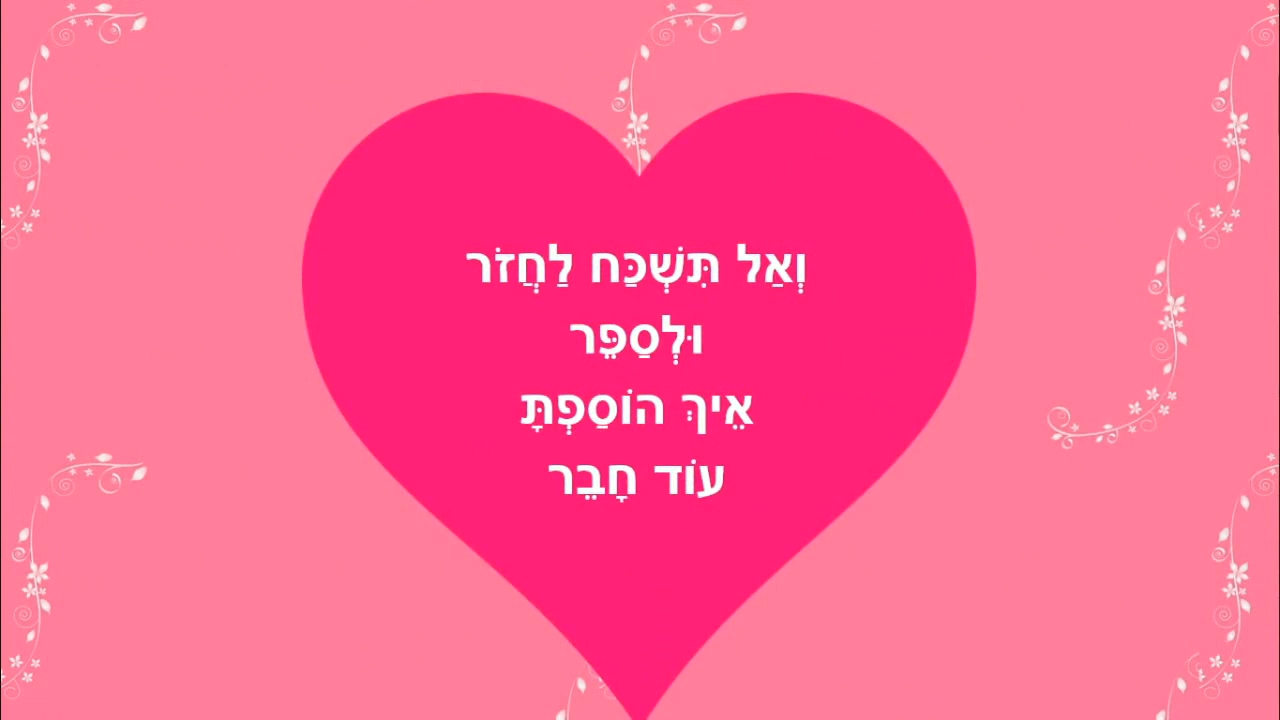 וְאַל תִּשְׁכַּח לַחֲזֹר
וּלְסַפֵּר
אֵיךְ הוֹסַפְתָּ
עוֹד חָבֵר